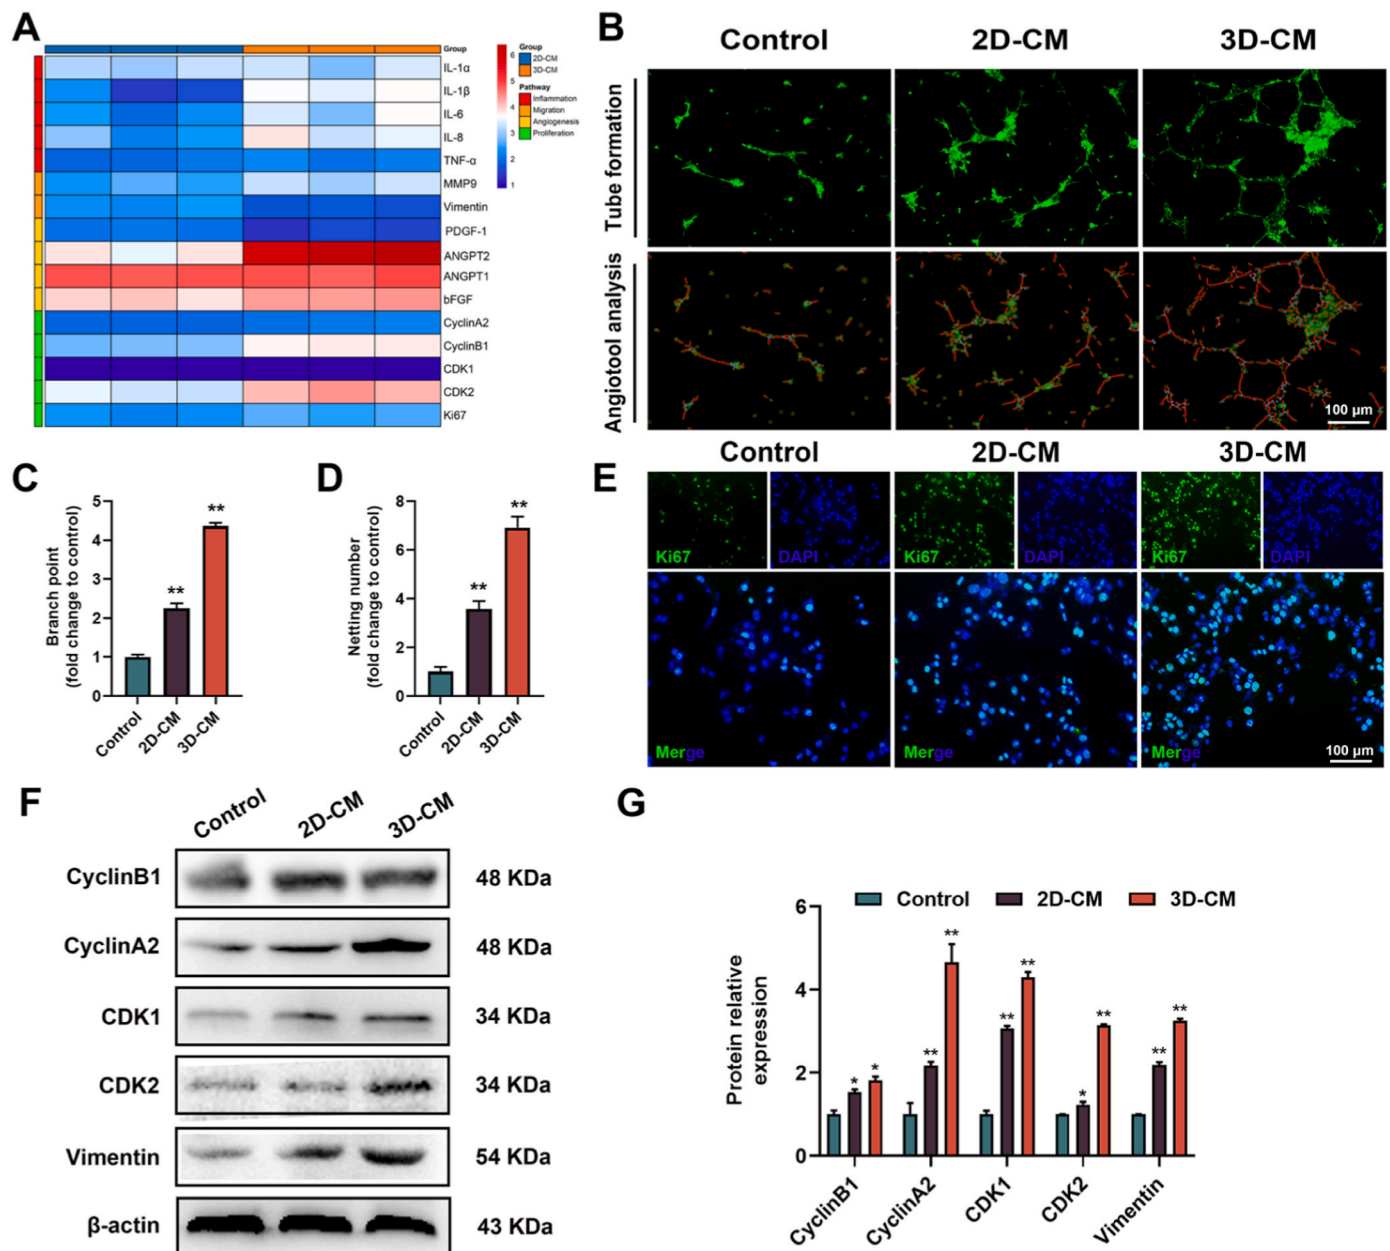 A
Group
IL-1α
IL-1β
IL-6
IL-8
TNF-α
MMP9
Vimentin
PDGF-1
ANGPT2
ANGPT1
bFGF
CyclinA2
CyclinB1
CDK1
CDK2
Ki67
6
5
4
3
2
1
Group
2D-CM
3D-CM
Pathway
Inflammation
Migration
Angiogenesis
Proliferation
B
Control 2D-CM 3D-CM
Tube formation
Angiotool analysis
100 μm
C
Branch point
(fold change to control)
5
4
3
2
1
0
** **
Control 2D-CM 3D-CM
D
Netting number
(fold change to control)
8
6
4
2
0
** **
Control 2D-CM 3D-CM
E
Control 2D-CM 3D-CM
Ki67 DAPI Ki67 DAPI Ki67 DAPI
Merge Merge Merge
100 μm
F
Control 2D-CM 3D-CM
CyclinB1 48 KDa
CyclinA2 48 KDa
CDK1 34 KDa
CDK2 34 KDa
Vimentin 54 KDa
β-actin 43 KDa
G
Control 2D-CM 3D-CM
Protein relative
expression
6
4
2
0
* * ** ** ** ** * ** ** **
CyclinB1 CyclinA2 CDK1 CDK2 Vimentin